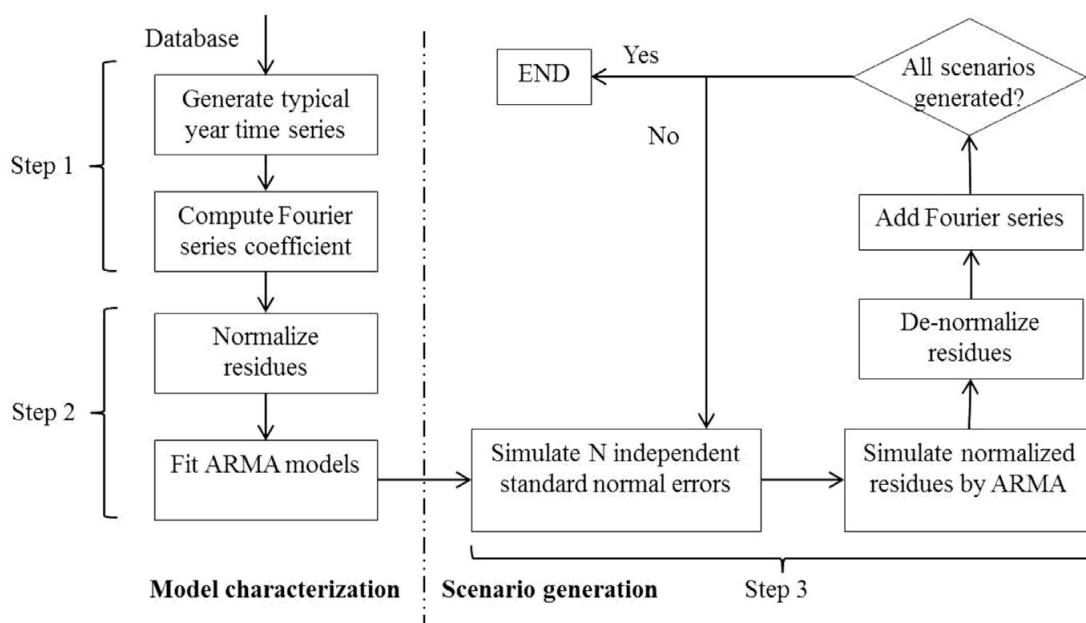 Database
Generate typical
year time series
Step 1
Compute Fourier
series coefficient
Normalize
residues
Step 2
Fit ARMA models
Model characterization
END
Yes
No
All scenarios
generated?
Add Fourier series
De-normalize
residues
Simulate N independent
standard normal errors
Simulate normalized
residues by ARMA
Scenario generation
Step 3